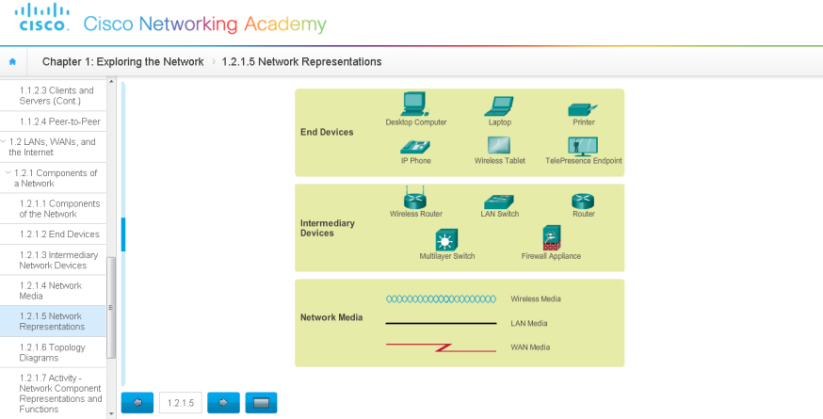 cisco.
Cisco Networking Academy
Chapter 1: Exploring the Network
1.2.1.5 Network Representations
1.1.2.3 Clients and
Servers (Cont.)
1.1.2.4 Peer-to-Peer
1.2 LANs, WANs, and
the Internet
1.2.1 Components of
a Network
1.2.1.1 Components
of the Network
1.2.1.2 End Devices
1.2.1.3 Intermediary
Network Devices
1.2.1.4 Network
Media
1.2.1.5 Network
Representations
1.2.1.6 Topology
Diagrams
1.2.1.7 Activity -
Network Component
Representations and
Functions
End Devices
Desktop Computer
Laptop
Printer
IP Phone
Wireless Tablet
TelePresence Endpoint
Intermediary
Devices
Wireless Router
LAN Switch
Router
Multilayer Switch
Firewall Appliance
Network Media
Wireless Media
LAN Media
WAN Media
1.2.1.5